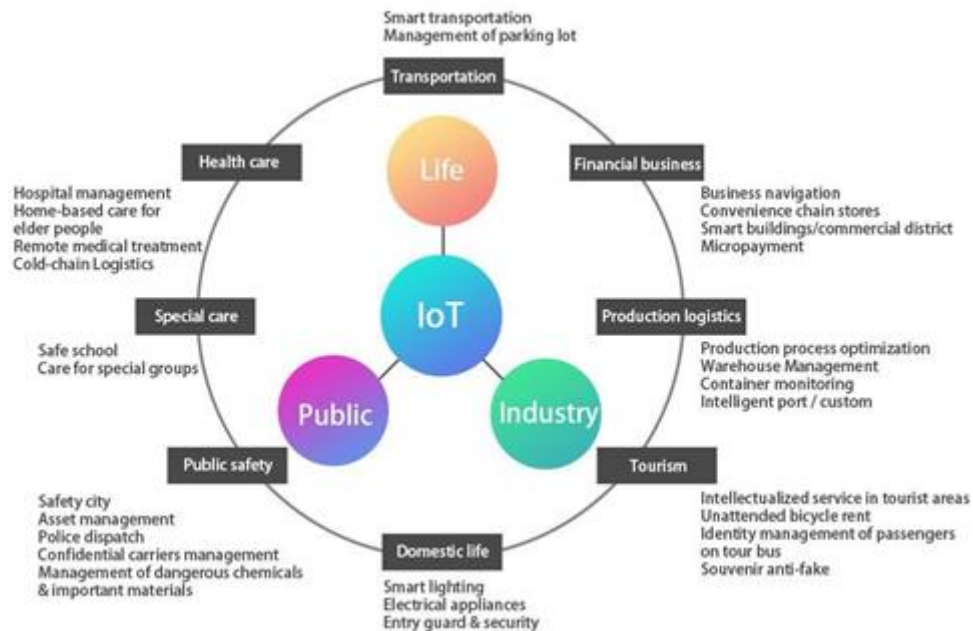 Smart transportation
Management of parking lot
Transportation
Health care
Hospital management
Home-based care for
elder people
Remote medical treatment
Cold-chain Logistics
Life
Financial business
Business navigation
Convenience chain stores
Smart buildings/commercial district
Micropayment
IoT
Special care
Safe school
Care for special groups
Production logistics
Production process optimization
Warehouse Management
Container monitoring
Intelligent port / custom
Public
Industry
Public safety
Safety city
Asset management
Police dispatch
Confidential carriers management
Management of dangerous chemicals
& important materials
Domestic life
Smart lighting
Electrical appliances
Entry guard & security
Tourism
Intellectualized service in tourist areas
Unattended bicycle rent
Identity management of passengers
on tour bus
Souvenir anti-fake